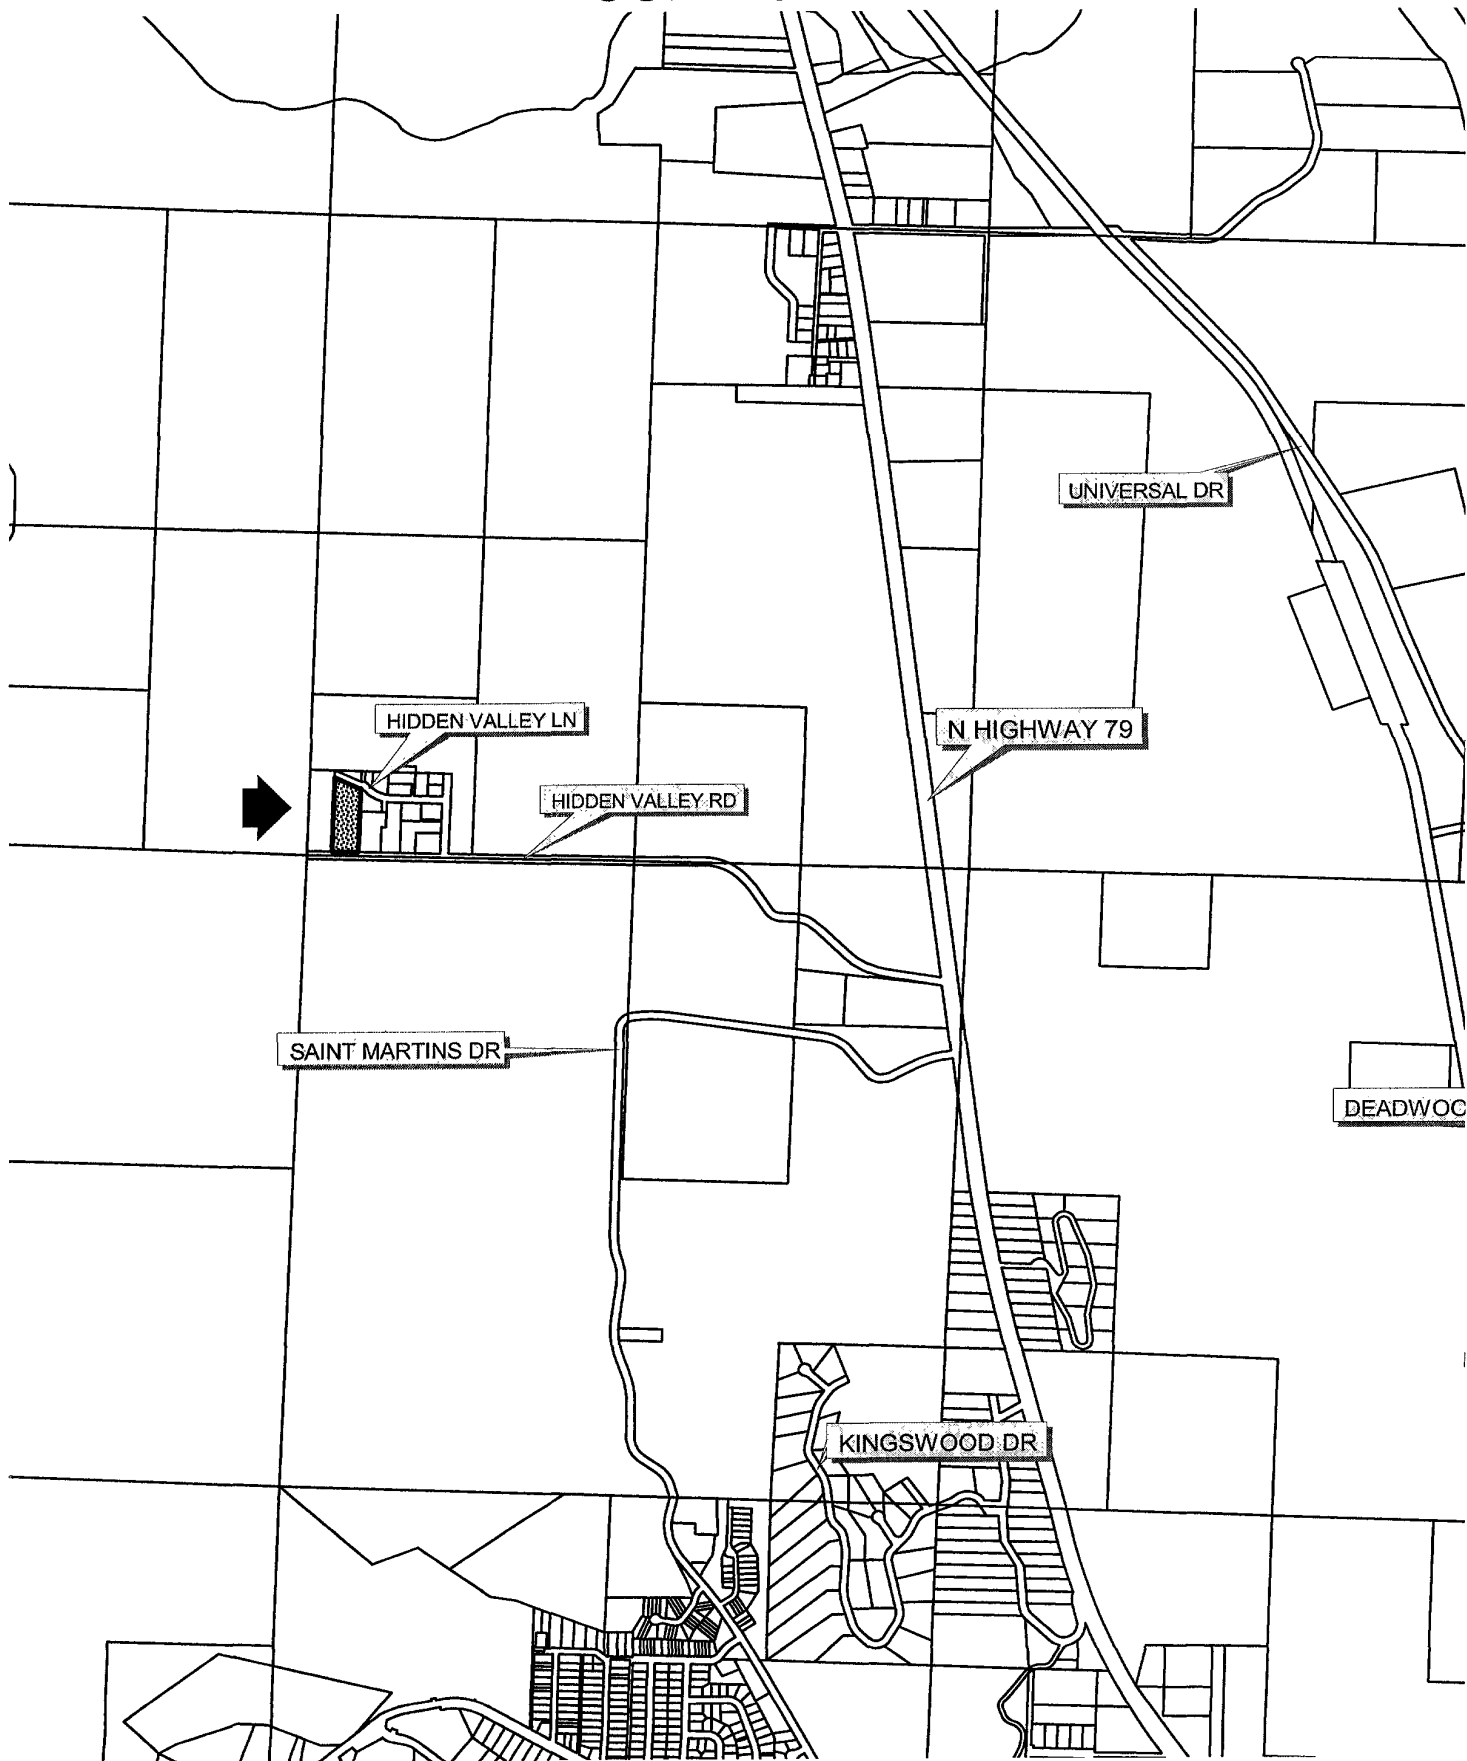 UNIVERSAL DR
HIDDEN VALLEY LN
N HIGHWAY 79
HIDDEN VALLEY RD
SAINT MARTINS DR
DEADWOO
KINGSWOOD DR